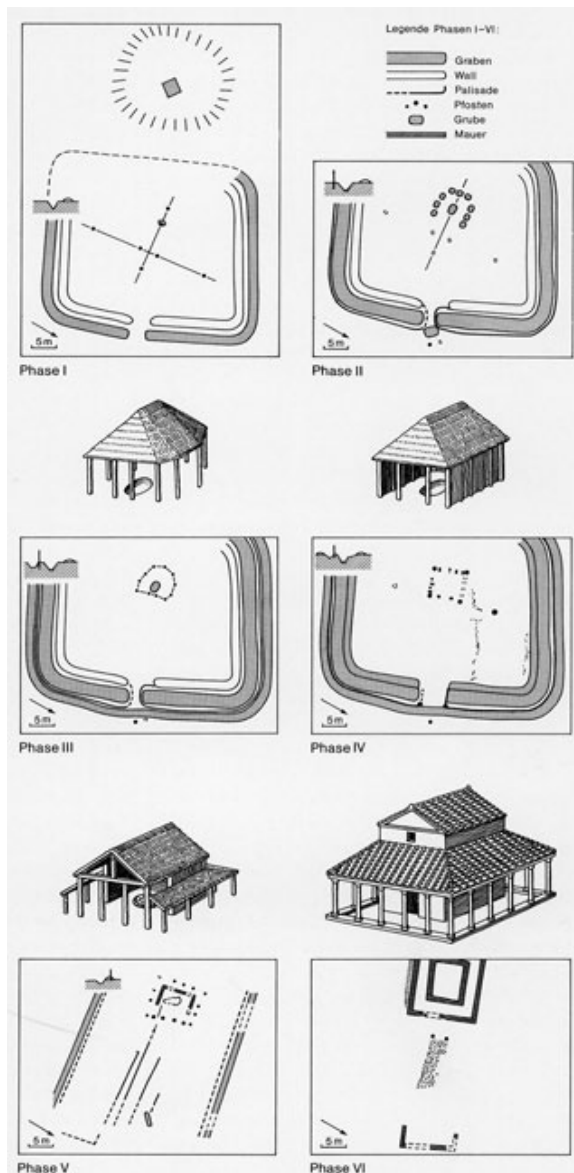 Legende Phasen I–VI:
Graben
Wall
Palisade
Pfosten
Grube
Mauer
5m
Phase I
5m
Phase II
5m
Phase III
5m
Phase IV
5m
Phase V
5m
Phase VI